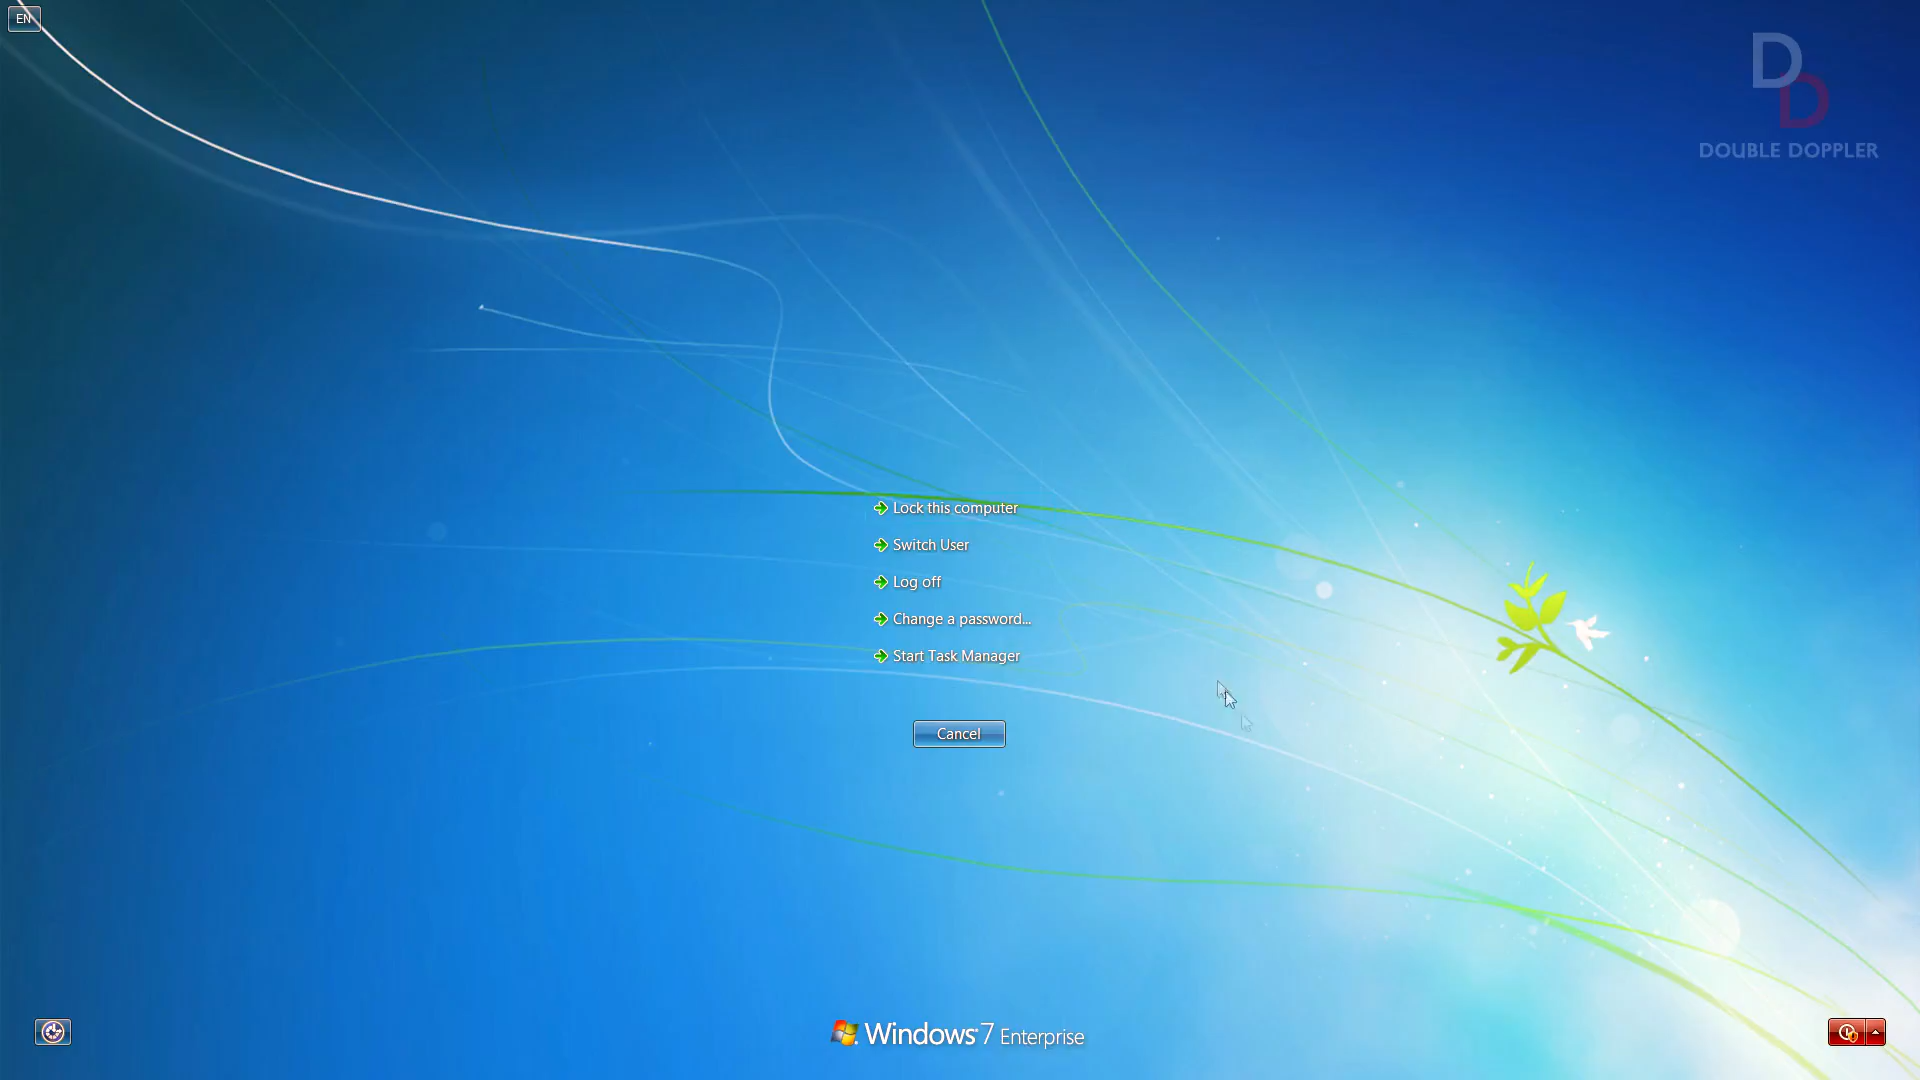 EN
DD
DOUBLE DOPPLER
Lock this computer
Switch User
Log off
Change a password...
Start Task Manager
Cancel
Windows 7 Enterprise